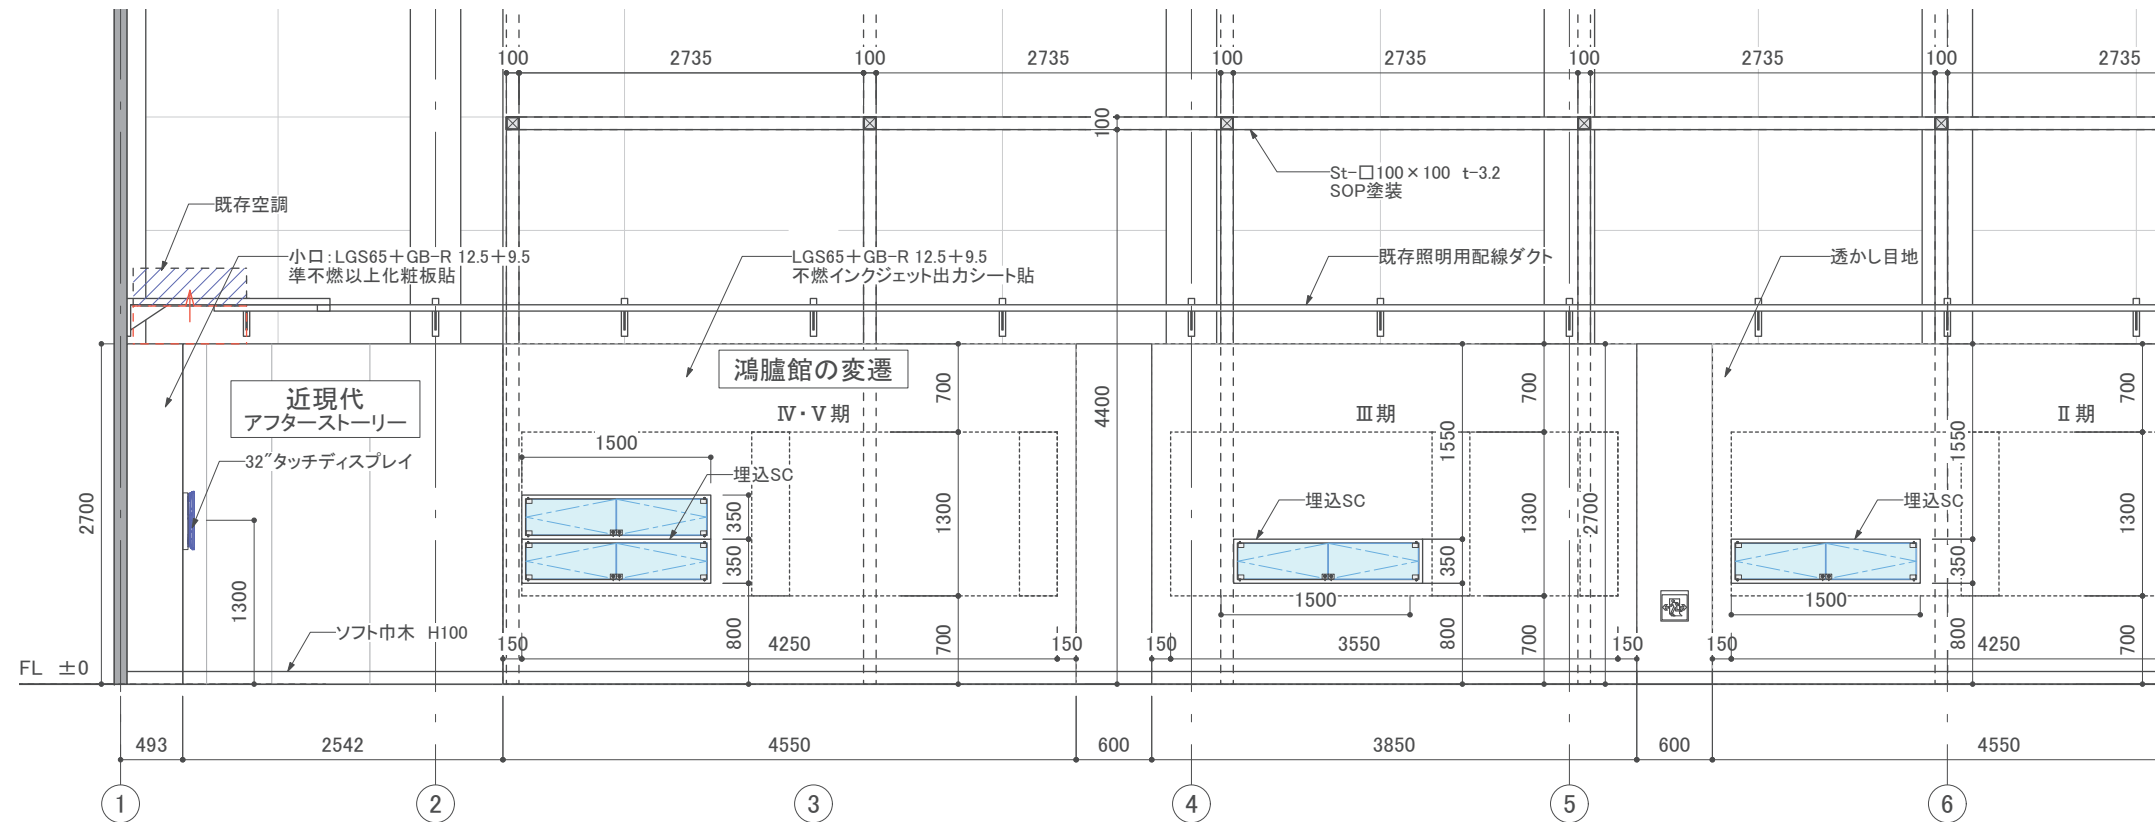 100 2735 100 2735 100 2735 100 2735 100 2735
100
St-□100×100 t-3.2
SOP塗装
既存空調
小口:LGS65+GB-R 12.5+9.5
準不燃以上化粧板貼
LGS65+GB-R 12.5+9.5
不燃インクジェット出力シート貼
既存照明用配線ダクト
透かし目地
近現代
アフターストーリー
鴻臚館の変遷
Ⅳ・Ⅴ期
Ⅲ期
Ⅱ期
700 4400 700 1550 700 1550
1500
32″タッチディスプレイ
埋込SC
埋込SC
埋込SC
2700
350
350
1300
350
1300
2700
350
1300
1300
1500
1500
ソフト巾木 H100
150 4250 150
800 700
150 3550 150
800 700
150 4250
800 700
FL ±0
493 2542 4550 600 3850 600 4550
1 2 3 4 5 6